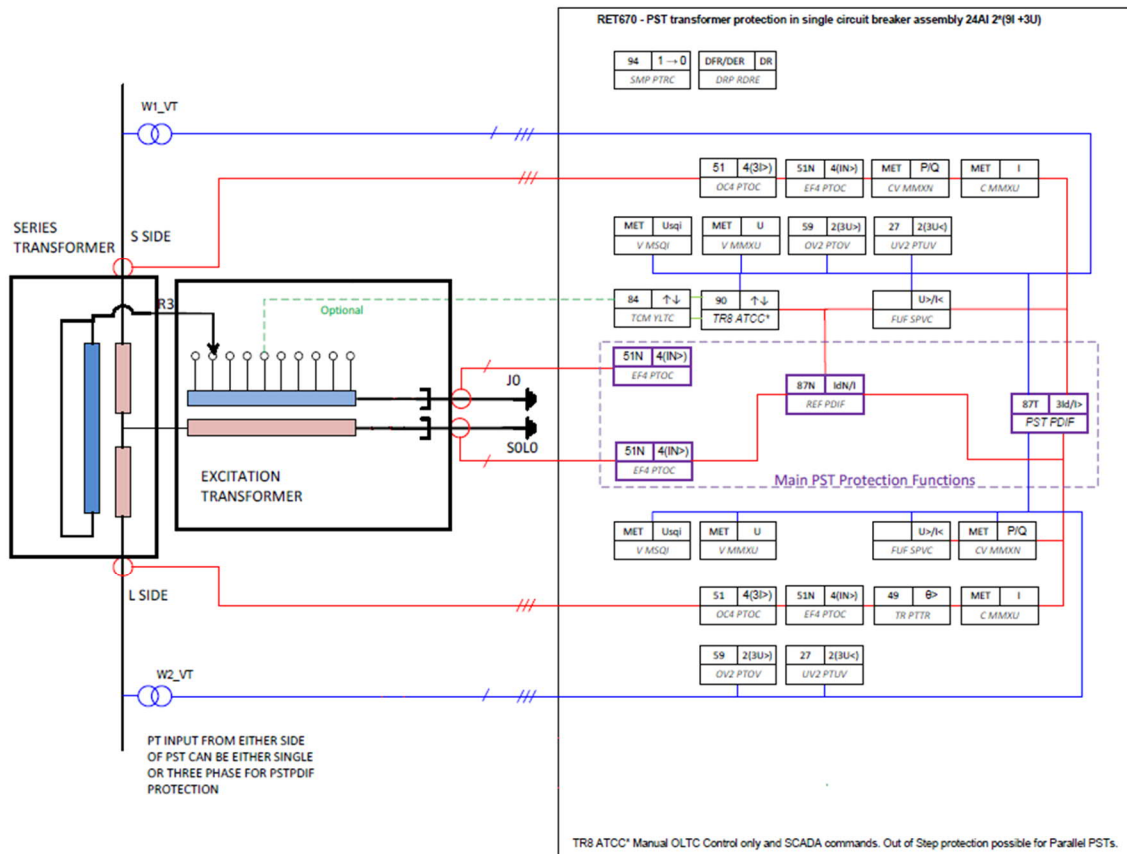 RET670 - PST transformer protection in single circuit breaker assembly 24AI 2*(9I +3U)
94 1→0
SMP PTRC
DFR/DER DR
DRP RDRE
W1_VT
51 4(3I>)
OC4 PTOC
51N 4(IN>)
EF4 PTOC
MET P/Q
CV MMXN
MET I
C MMXU
SERIES
TRANSFORMER
S SIDE
MET Usqi
V MSQI
MET U
V MMXU
59 2(3U>)
OV2 PTOV
27 2(3U<)
UV2 PTUV
R3
Optional
84 ↑↓
TCM YLTC
90 ↑↓
TR8 ATCC*
U>/I<
FUF SPVC
51N 4(IN>)
EF4 PTOC
J0
87N IdN/I
REF PDIF
87T 3Id/I>
PST PDIF
S0L0
51N 4(IN>)
EF4 PTOC
Main PST Protection Functions
EXCITATION
TRANSFORMER
MET Usqi
V MSQI
MET U
V MMXU
U>/I<
FUF SPVC
MET P/Q
CV MMXN
L SIDE
51 4(3I>)
OC4 PTOC
51N 4(IN>)
EF4 PTOC
49 θ>
TR PTTR
MET I
C MMXU
59 2(3U>)
OV2 PTOV
27 2(3U<)
UV2 PTUV
W2_VT
PT INPUT FROM EITHER SIDE
OF PST CAN BE EITHER SINGLE
OR THREE PHASE FOR PSTPDIF
PROTECTION
TR8 ATCC* Manual OLTC Control only and SCADA commands. Out of Step protection possible for Parallel PSTs.